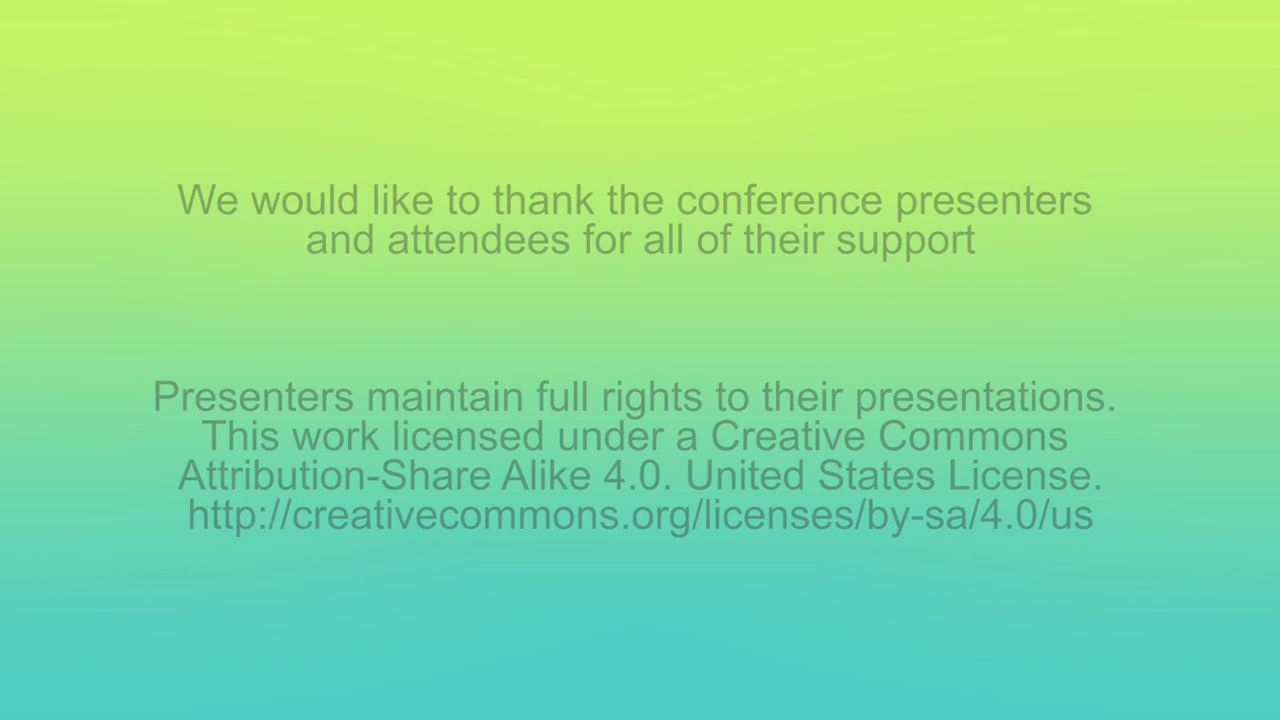 We would like to thank the conference presenters
and attendees for all of their support
Presenters maintain full rights to their presentations.
This work licensed under a Creative Commons
Attribution-Share Alike 4.0. United States License.
http://creativecommons.org/licenses/by-sa/4.0/us